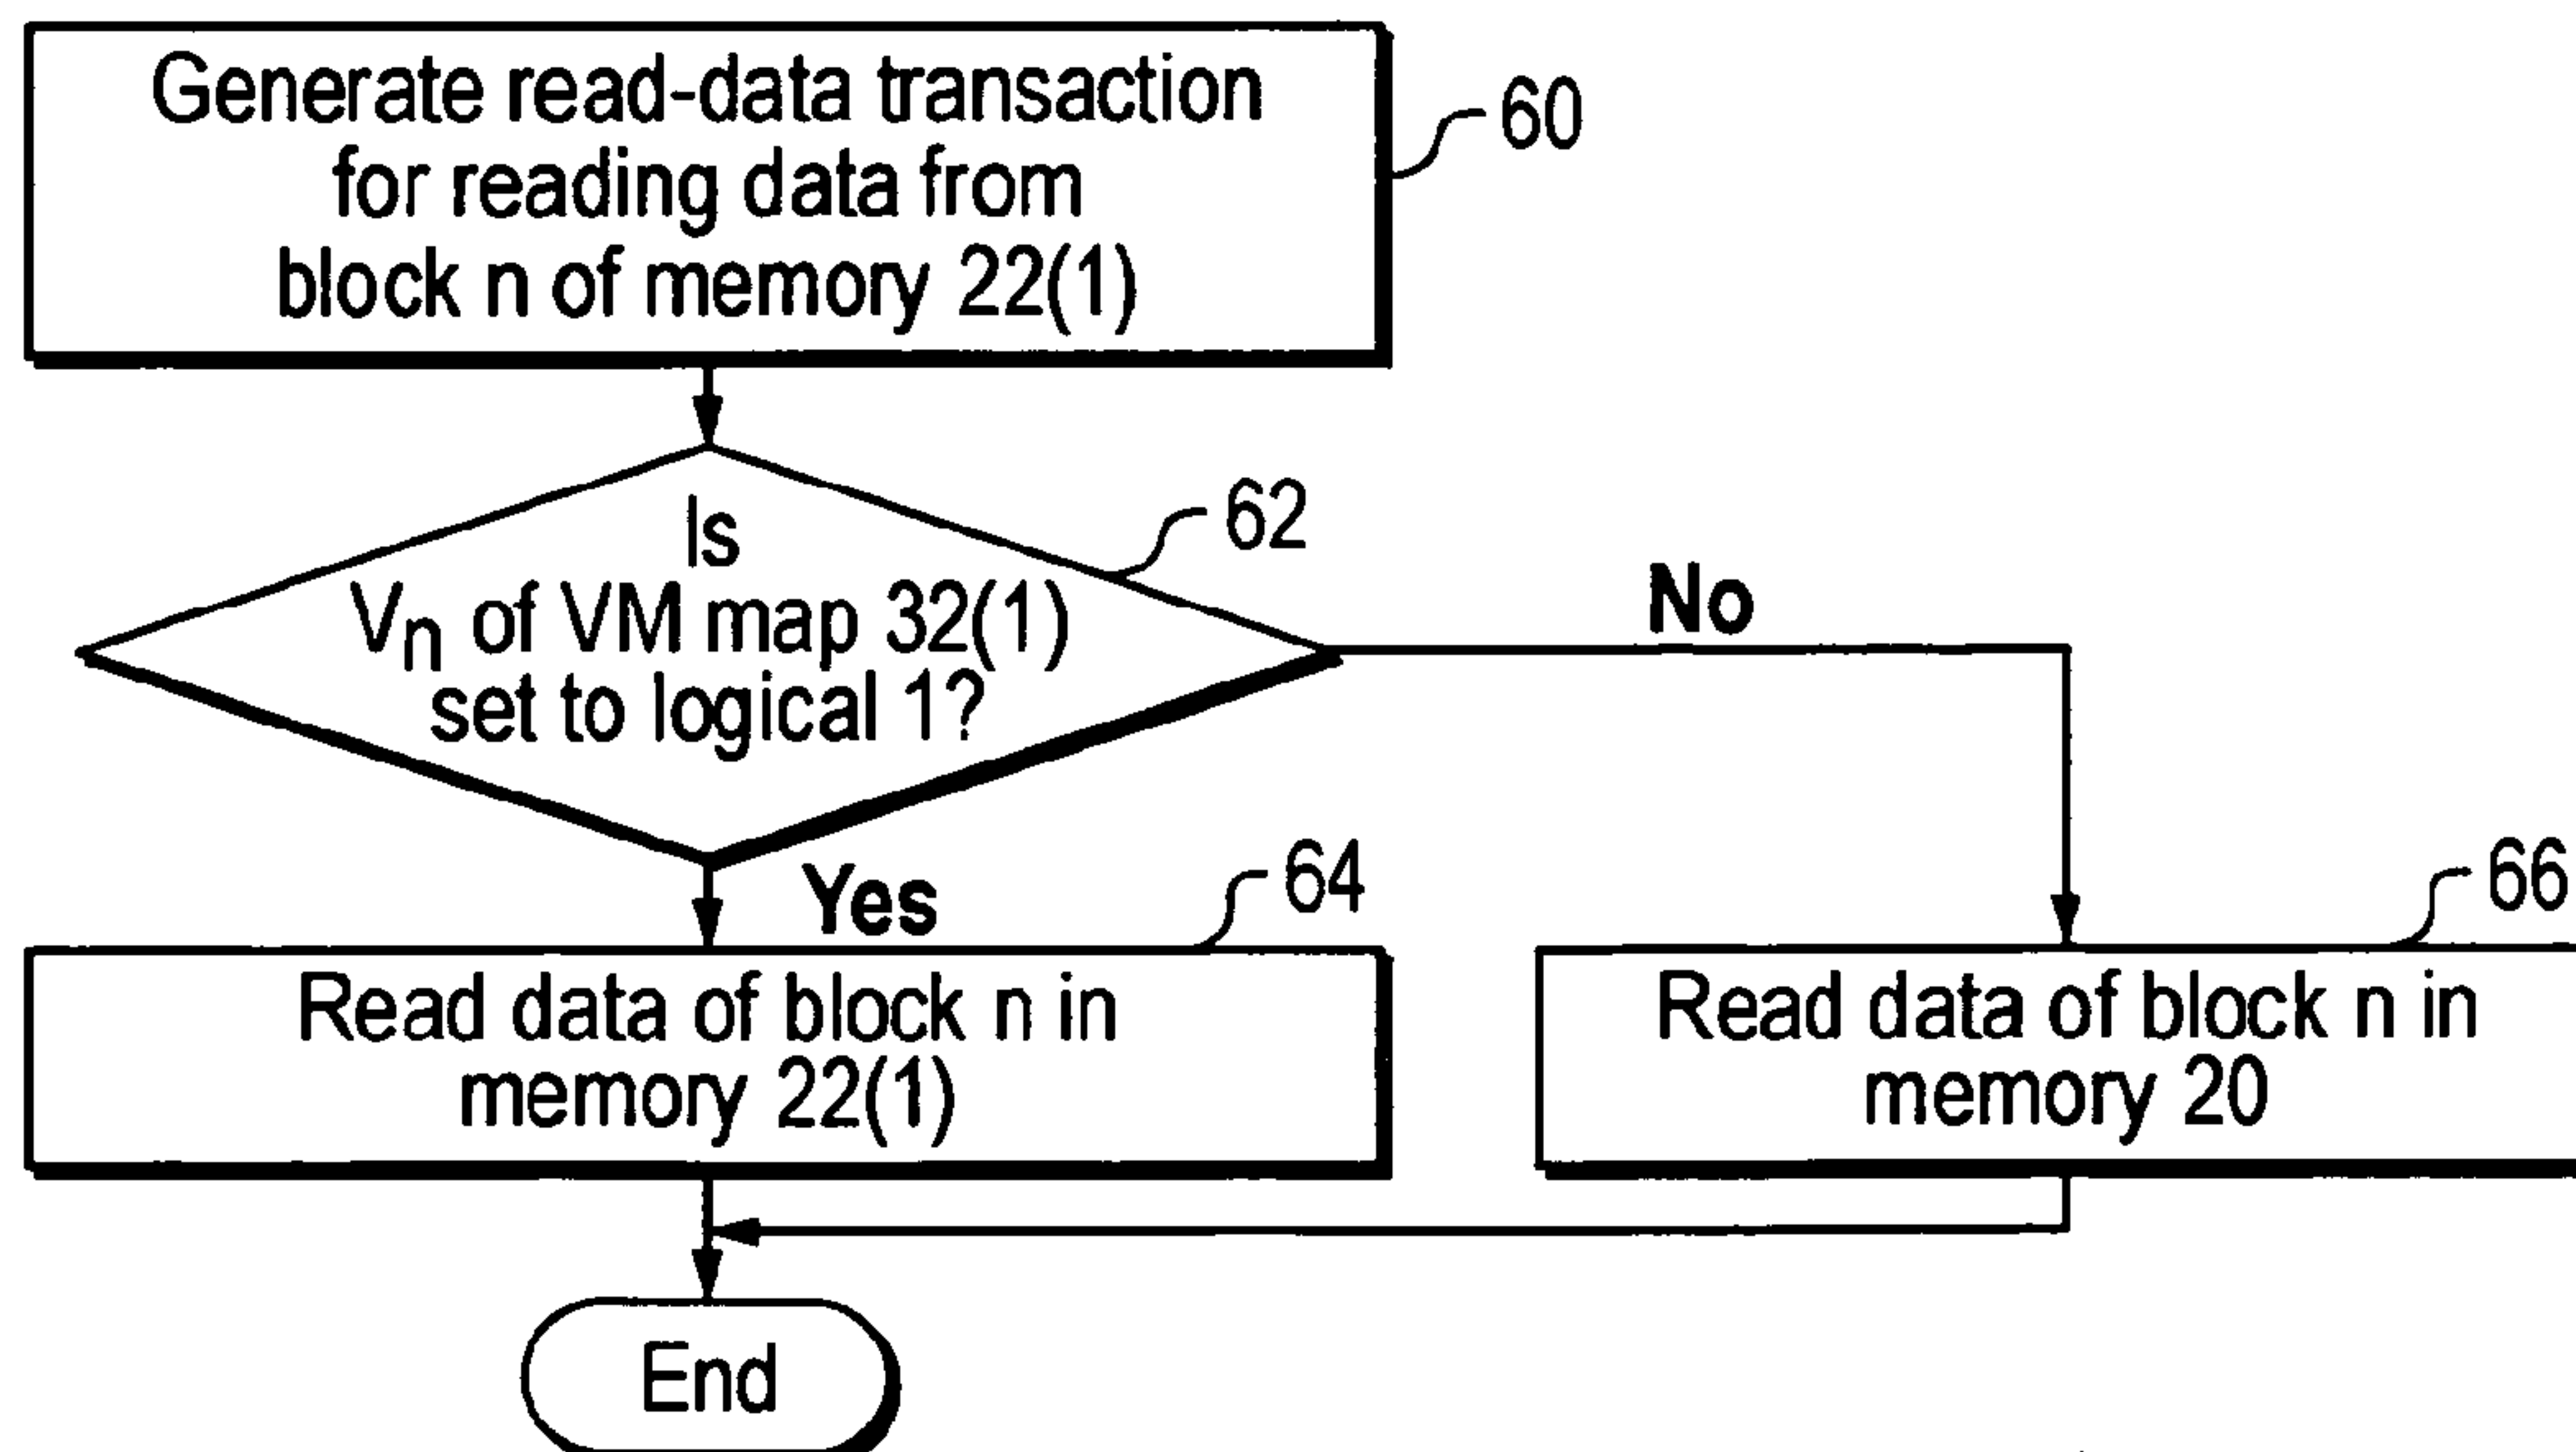 Generate read-data transaction
for reading data from
block n of memory 22(1)
60
Is
Vn of VM map 32(1)
set to logical 1?
62
No
Yes
64
Read data of block n in
memory 22(1)
66
Read data of block n in
memory 20
End